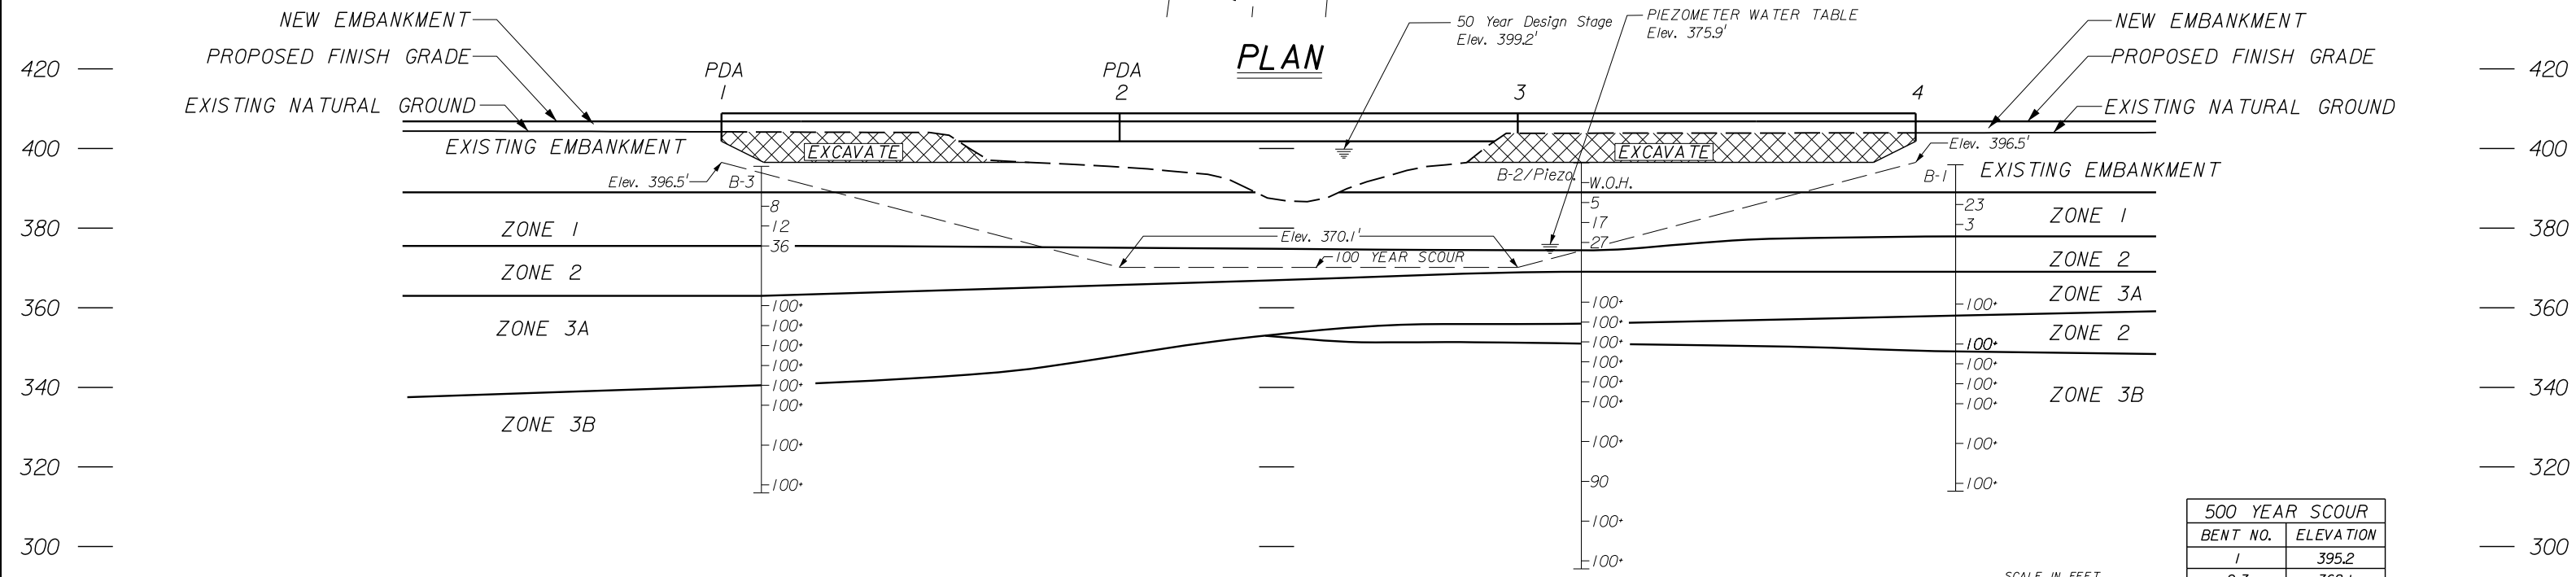 NEW EMBANKMENT
PROPOSED FINISH GRADE
EXISTING NATURAL GROUND
EXISTING EMBANKMENT
PLAN
50 Year Design Stage
Elev. 399.2'
PIEZOMETER WATER TABLE
Elev. 375.9'
NEW EMBANKMENT
PROPOSED FINISH GRADE
EXISTING NATURAL GROUND
EXISTING EMBANKMENT
PDA
1
PDA
2
3
4
EXCAVATE
EXCAVATE
Elev. 396.5'
Elev. 396.5'
Elev. 370.1'
100 YEAR SCOUR
420
400
380
360
340
320
300
420
400
380
360
340
320
300
ZONE 1
ZONE 2
ZONE 3A
ZONE 3B
B-3
8
12
36
100+
100+
100+
100+
100+
100+
100+
100+
B-2/Piezo.
W.O.H.
5
17
27
100+
100+
100+
100+
100+
100+
100+
90
100+
100+
B-1
23
3
100+
100+
100+
100+
100+
100+
100+
ZONE 1
ZONE 2
ZONE 3A
ZONE 2
ZONE 3B
500 YEAR SCOUR
BENT NO. ELEVATION
1 395.2
SCALE IN FEET